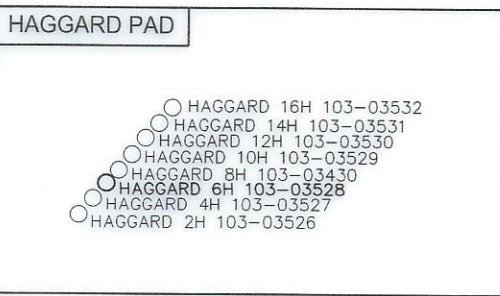 HAGGARD PAD
HAGGARD 16H 103-03532
HAGGARD 14H 103-03531
HAGGARD 12H 103-03530
HAGGARD 10H 103-03529
HAGGARD 8H 103-03430
HAGGARD 6H 103-03528
HAGGARD 4H 103-03527
HAGGARD 2H 103-03526